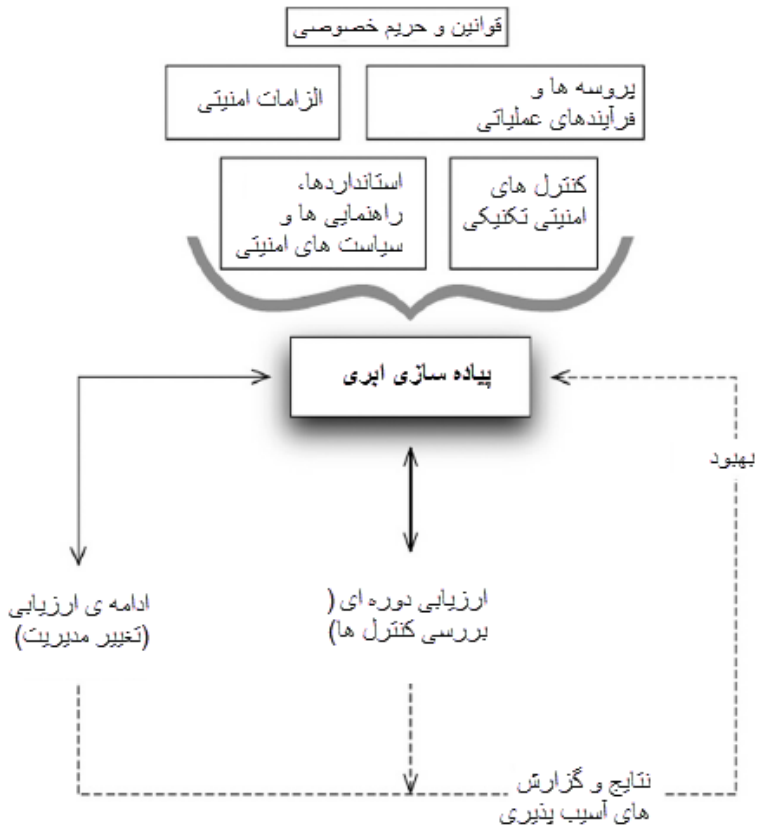 قوانین و حریم خصوصی
پروسه ها و
فرآیندهای عملیاتی
الزامات امنیتی
کنترل های
امنیتی تکنیکی
استانداردها،
راهنمایی ها و
سیاست های امنیتی
پیاده سازی ابری
بهبود
ارزیابی دوره ای (
بررسی کنترل ها)
ادامه ی ارزیابی
(تغییر مدیریت)
نتایج و گزارش
های آسیب پذیری